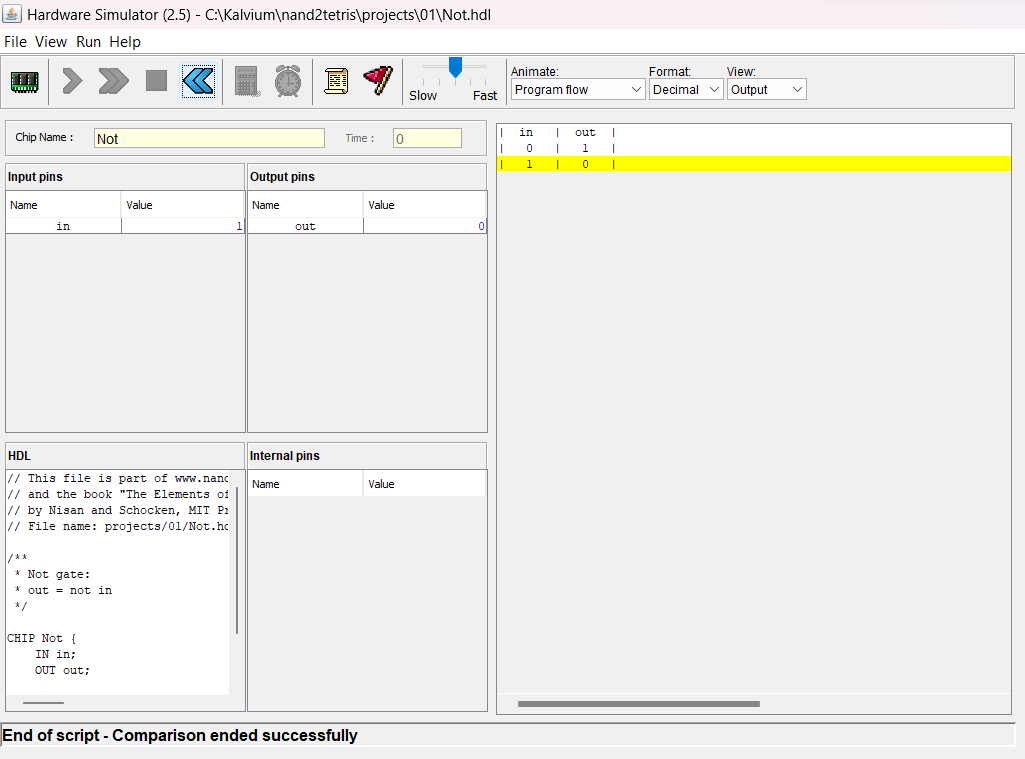 Hardware Simulator (2.5) - C:\Kalvium\nand2tetris\projects\01\Not.hdl
File View Run Help
Slow Fast
Animate: Format: View:
Program flow Decimal Output
Chip Name : Not Time : 0
Input pins
Name Value
in 1
Output pins
Name Value
out 0
HDL
// This file is part of www.nand
// and the book "The Elements of
// by Nisan and Schocken, MIT Pr
// File name: projects/01/Not.hd
/**
* Not gate:
* out = not in
*/
CHIP Not {
IN in;
OUT out;
Internal pins
Name Value
| in | out |
| 0 | 1 |
| 1 | 0 |
End of script - Comparison ended successfully